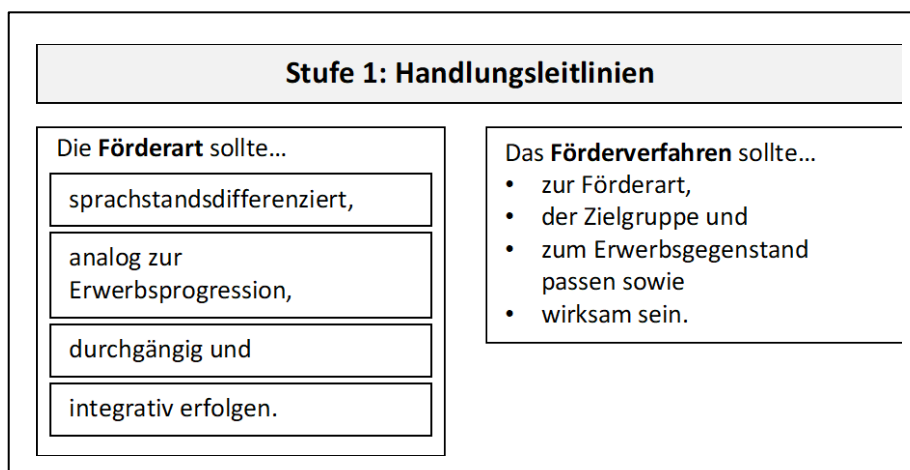 Stufe 1: Handlungsleitlinien
Die Förderart sollte…
sprachstandsdifferenziert,
analog zur
Erwerbsprogression,
durchgängig und
integrativ erfolgen.
Das Förderverfahren sollte…
• zur Förderart,
• der Zielgruppe und
• zum Erwerbsgegenstand
passen sowie
• wirksam sein.